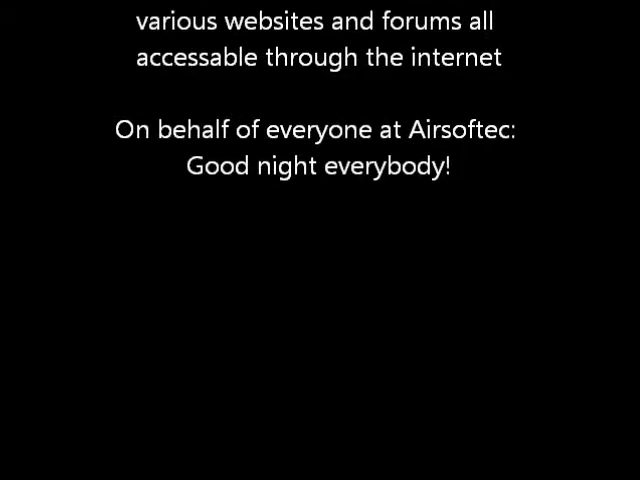 various websites and forums all
accessable through the internet
On behalf of everyone at Airsoftec:
Good night everybody!